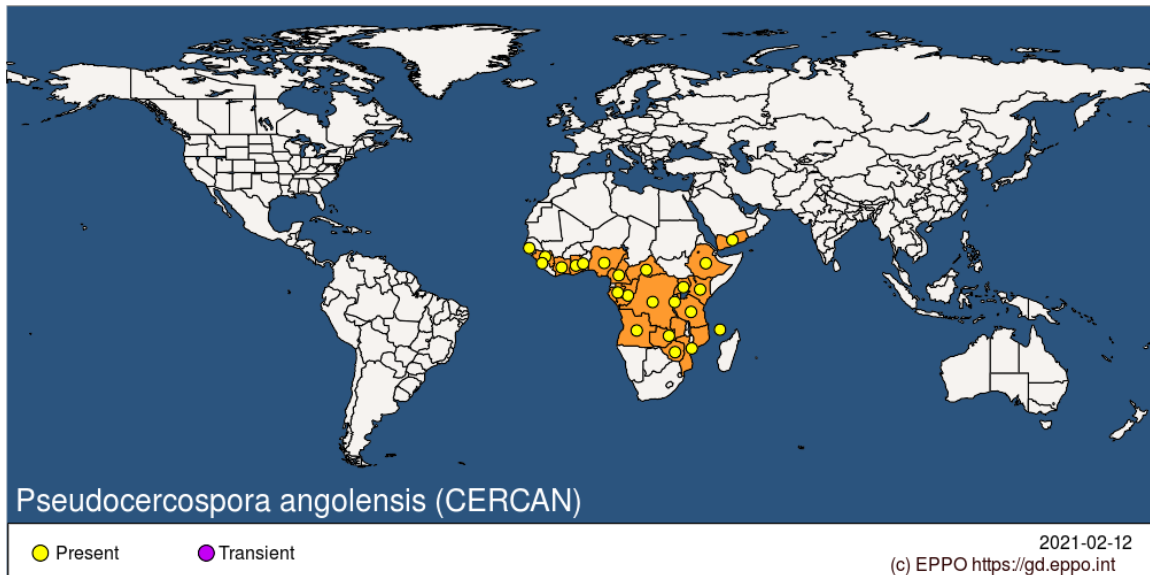 Pseudocercospora angolensis (CERCAN)
Present
Transient
2021-02-12
(c) EPPO https://gd.eppo.int